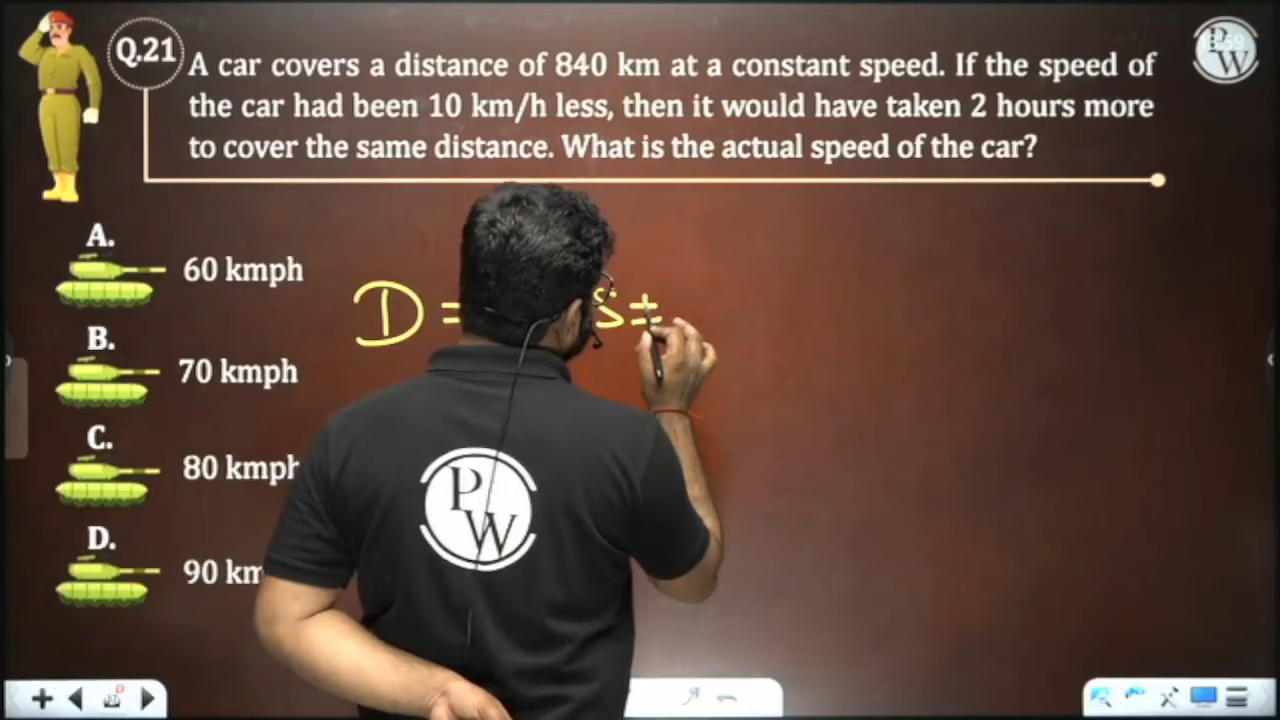 Q.21
A car covers a distance of 840 km at a constant speed. If the speed of
the car had been 10 km/h less, then it would have taken 2 hours more
to cover the same distance. What is the actual speed of the car?
A.
60 kmph
B.
70 kmph
C.
80 kmph
D.
90 km
D = S ±
P
W
P
W